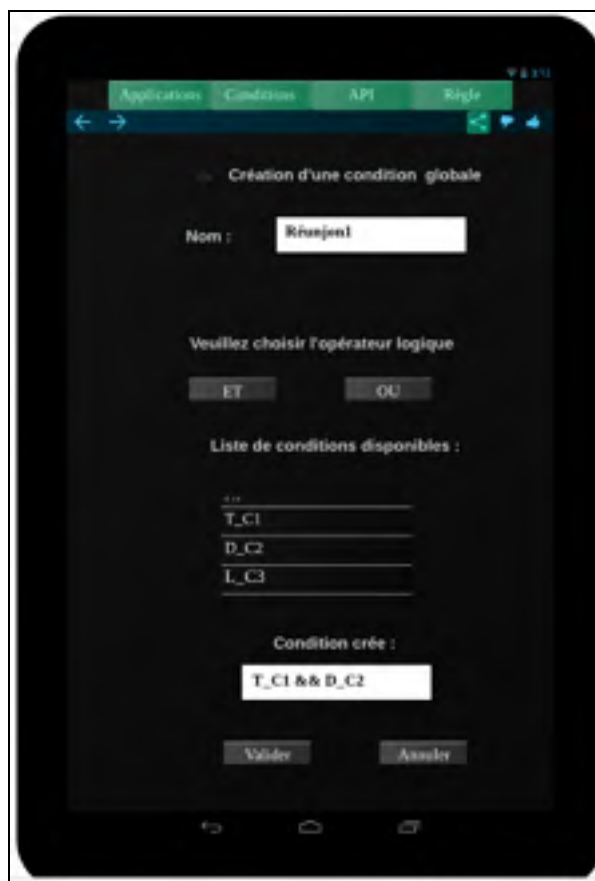 Applications Conditions API Règle
Création d'une condition globale
Nom : Réunjon1
Veuillez choisir l'opérateur logique
ET OU
Liste de conditions disponibles :
...
T_C1
D_C2
L_C3
Condition crée :
T_C1 && D_C2
Valider Annuler